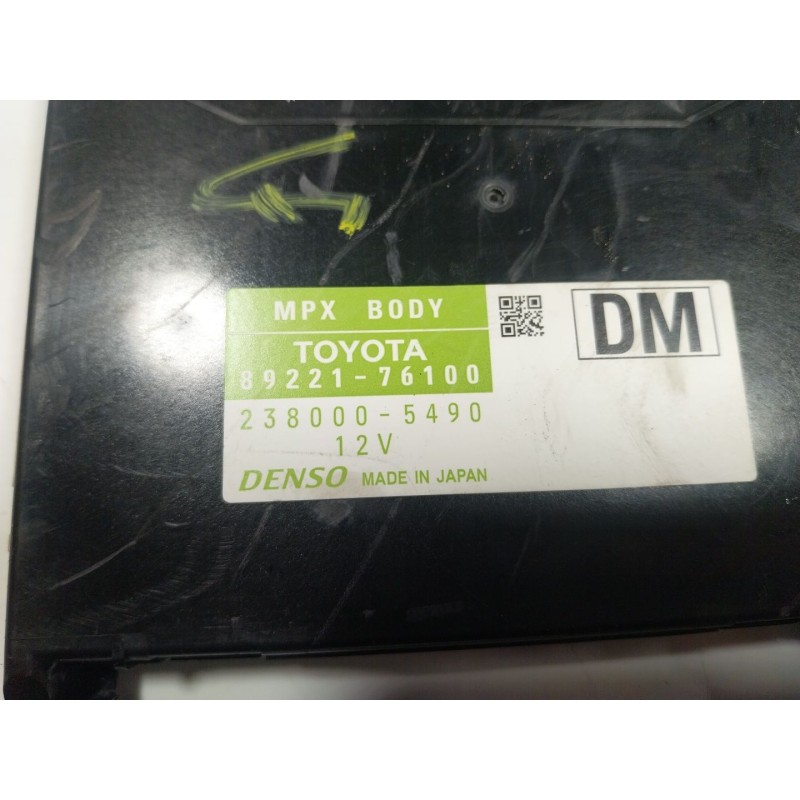 MPX BODY
TOYOTA
89221-76100
238000-5490
12V
DENSO MADE IN JAPAN
DM